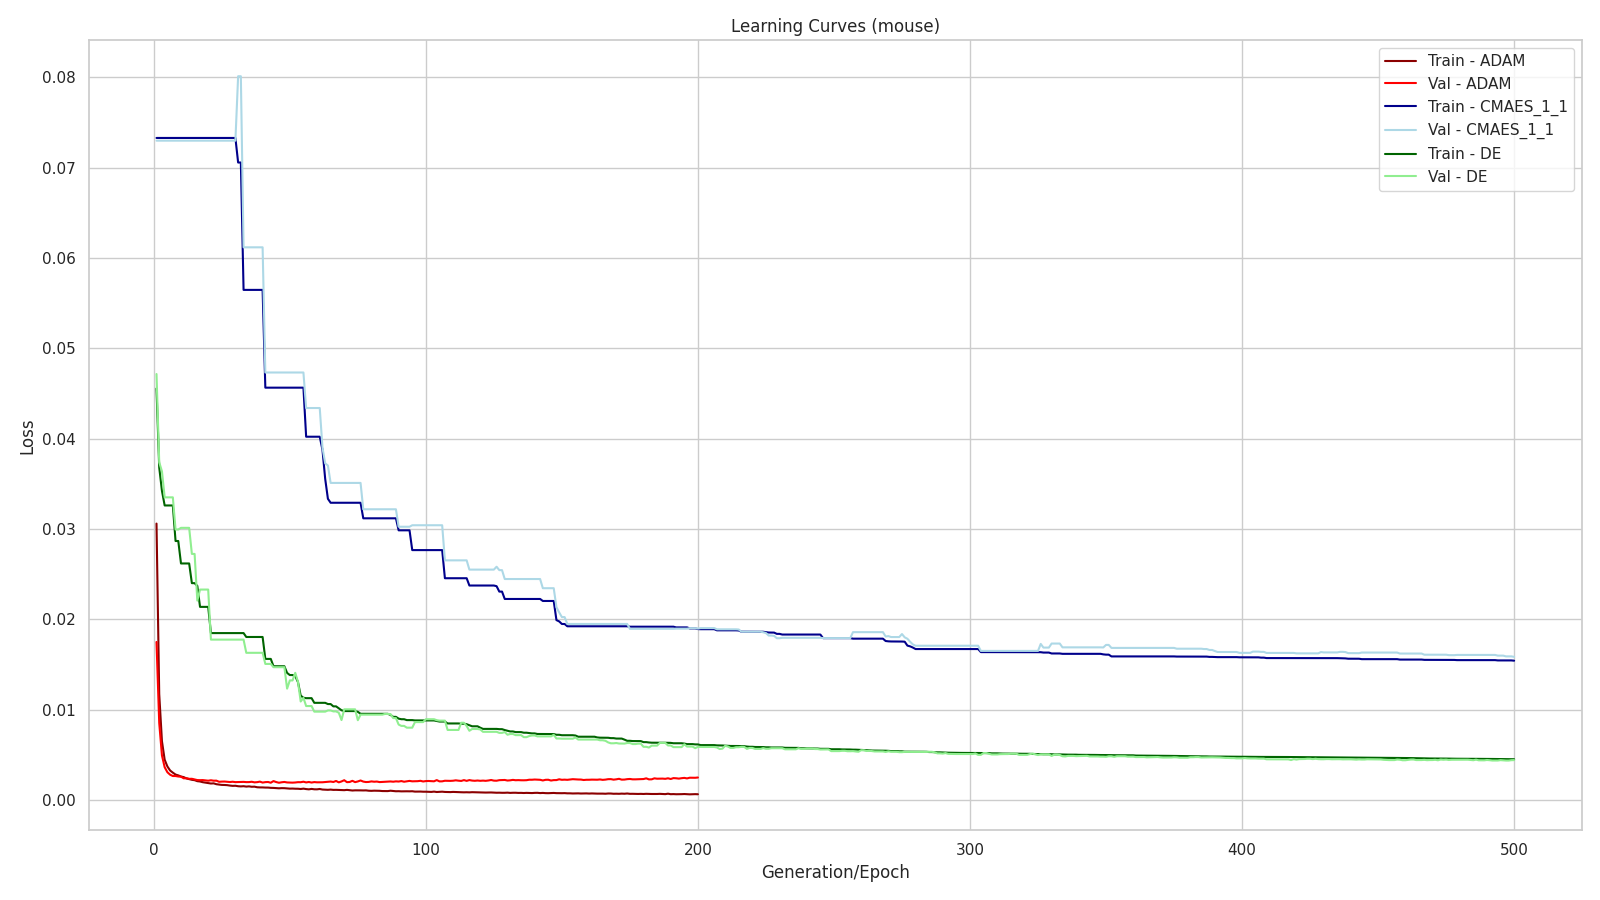 Learning Curves (mouse)
Train - ADAM
Val - ADAM
Train - CMAES_1_1
Val - CMAES_1_1
Train - DE
Val - DE
0.08
0.07
0.06
0.05
0.04
0.03
0.02
0.01
0.00
Loss
0 100 200 300 400 500
Generation/Epoch